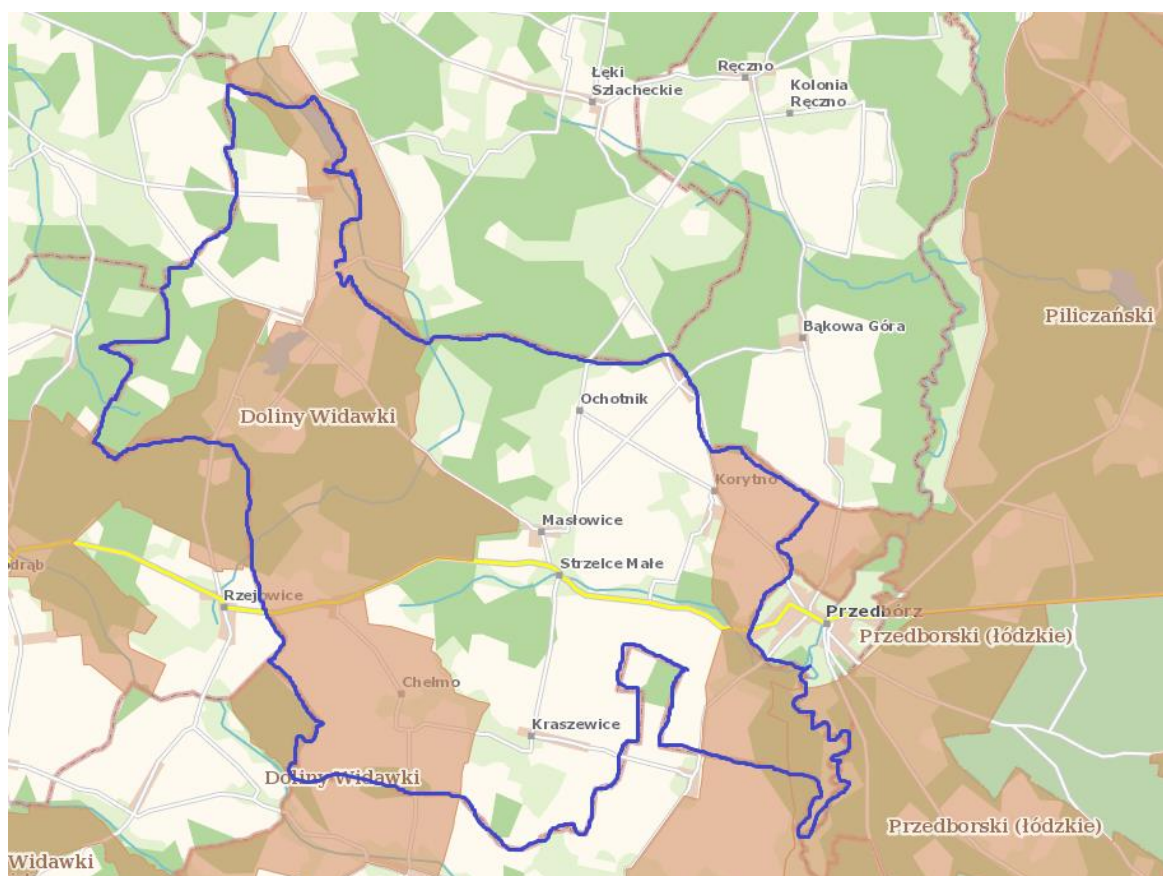 Ręczno
Łęki
Szlacheckie
Kolonia
Ręczno
Piliczański
Bąkowa Góra
Ochotnik
Doliny Widawki
Korytno
Masłowice
Strzelce Małe
drąb
Rzejowice
Przedbórz
Przedborski (łódzkie)
Chełmo
Kraszewice
Doliny Widawki
Przedborski (łódzkie)
Widawki